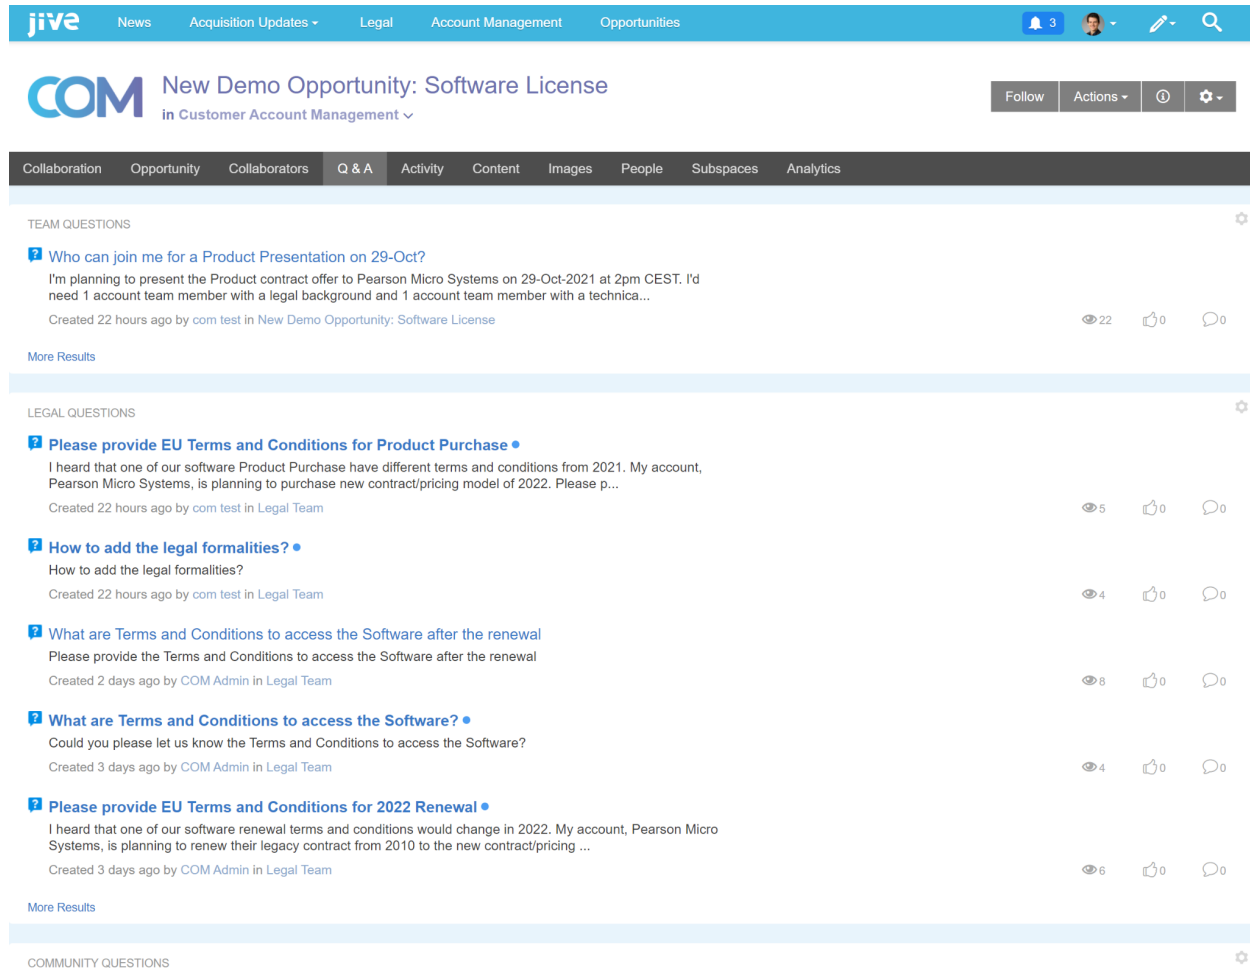 jive News Acquisition Updates Legal Account Management Opportunities 3
COM New Demo Opportunity: Software License
in Customer Account Management
Follow Actions
Collaboration Opportunity Collaborators Q & A Activity Content Images People Subspaces Analytics
TEAM QUESTIONS
Who can join me for a Product Presentation on 29-Oct?
I'm planning to present the Product contract offer to Pearson Micro Systems on 29-Oct-2021 at 2pm CEST. I'd
need 1 account team member with a legal background and 1 account team member with a technica...
Created 22 hours ago by com test in New Demo Opportunity: Software License 22 0 0
More Results
LEGAL QUESTIONS
Please provide EU Terms and Conditions for Product Purchase
I heard that one of our software Product Purchase have different terms and conditions from 2021. My account,
Pearson Micro Systems, is planning to purchase new contract/pricing model of 2022. Please p...
Created 22 hours ago by com test in Legal Team 5 0 0
How to add the legal formalities?
How to add the legal formalities?
Created 22 hours ago by com test in Legal Team 4 0 0
What are Terms and Conditions to access the Software after the renewal
Please provide the Terms and Conditions to access the Software after the renewal
Created 2 days ago by COM Admin in Legal Team 8 0 0
What are Terms and Conditions to access the Software?
Could you please let us know the Terms and Conditions to access the Software?
Created 3 days ago by COM Admin in Legal Team 4 0 0
Please provide EU Terms and Conditions for 2022 Renewal
I heard that one of our software renewal terms and conditions would change in 2022. My account, Pearson Micro
Systems, is planning to renew their legacy contract from 2010 to the new contract/pricing ...
Created 3 days ago by COM Admin in Legal Team 6 0 0
More Results
COMMUNITY QUESTIONS